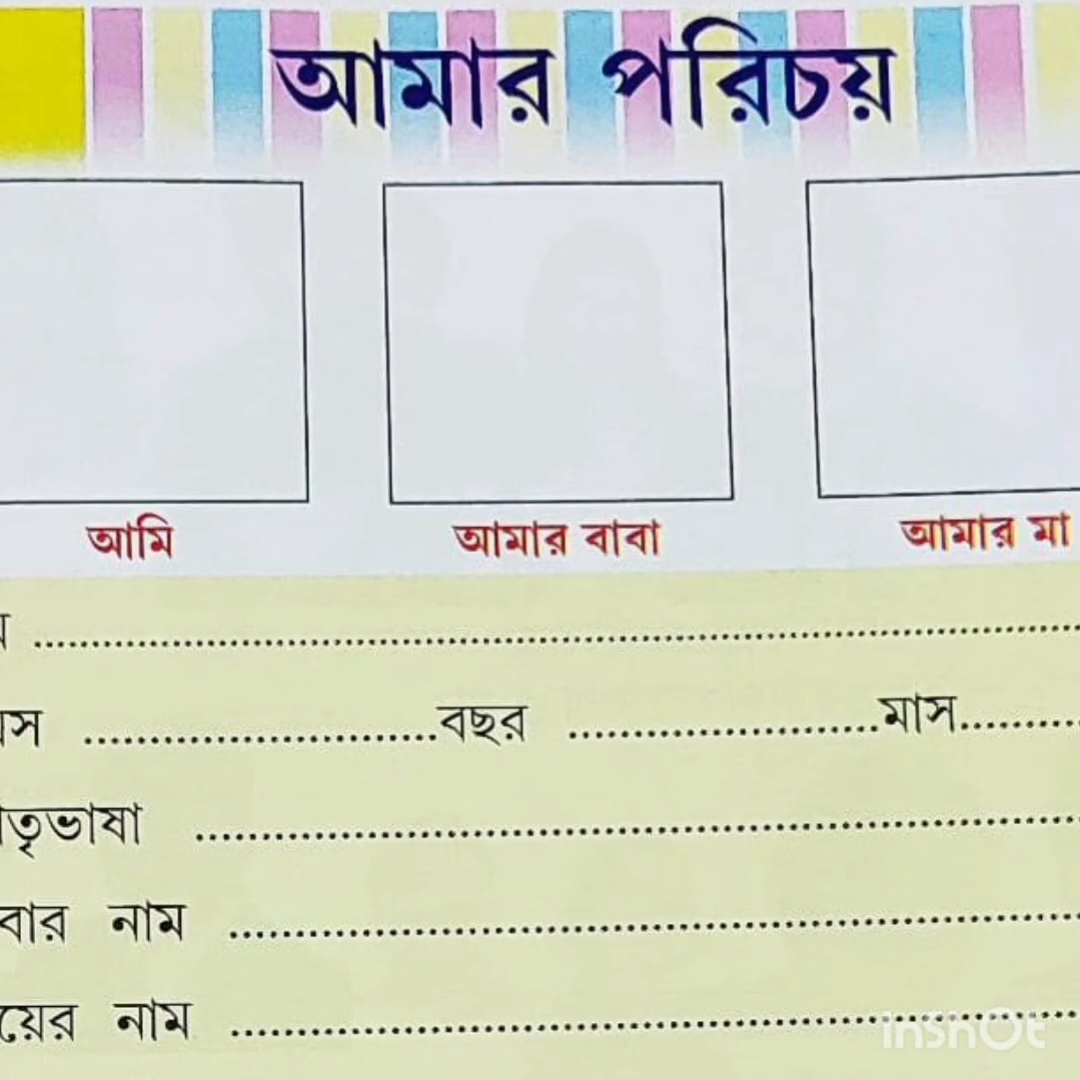 আমার পরিচয়
আমি আমার বাবা আমার মা
....................................................................................
.............................বছর ..........................মাস..........
...........................................................................
নাম .......................................................................
নাম .......................................................................
inshOt